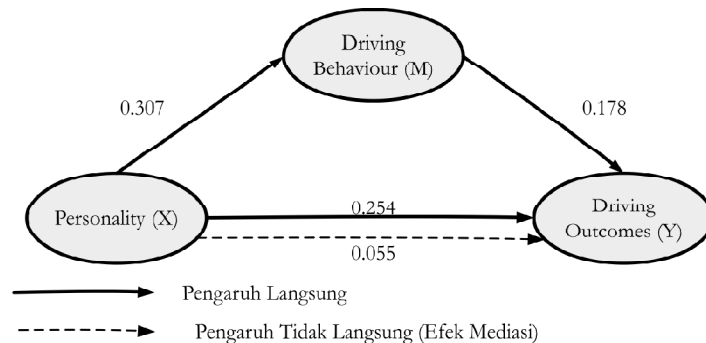 Driving
Behaviour (M)
0.307
0.178
Personality (X)
0.254
0.055
Driving
Outcomes (Y)
Pengaruh Langsung
Pengaruh Tidak Langsung (Efek Mediasi)